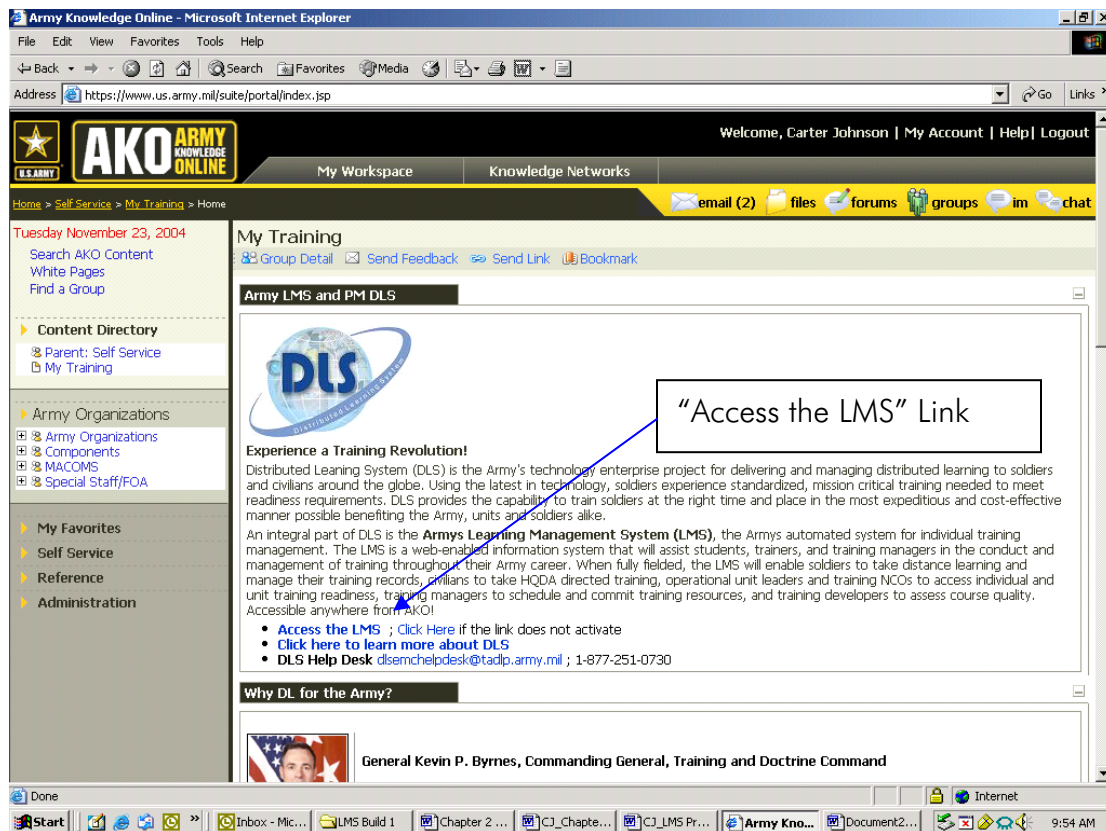 Army Knowledge Online - Microsoft Internet Explorer
File Edit View Favorites Tools Help
Back Search Favorites Media
Address https://www.us.army.mil/suite/portal/index.jsp Go Links
U.S.ARMY AKO ARMY KNOWLEDGE ONLINE
Welcome, Carter Johnson | My Account | Help| Logout
My Workspace Knowledge Networks
Home > Self Service > My Training > Home
email (2) files forums groups im chat
Tuesday November 23, 2004
Search AKO Content
White Pages
Find a Group
Content Directory
Parent: Self Service
My Training
Army Organizations
Army Organizations
Components
MACOMS
Special Staff/FOA
My Favorites
Self Service
Reference
Administration
My Training
Group Detail Send Feedback Send Link Bookmark
Army LMS and PM DLS
DLS
Distributed Learning System
"Access the LMS" Link
Experience a Training Revolution!
Distributed Leaning System (DLS) is the Army's technology enterprise project for delivering and managing distributed learning to soldiers
and civilians around the globe. Using the latest in technology, soldiers experience standardized, mission critical training needed to meet
readiness requirements. DLS provides the capability to train soldiers at the right time and place in the most expeditious and cost-effective
manner possible benefiting the Army, units and soldiers alike.
An integral part of DLS is the Armys Learning Management System (LMS), the Armys automated system for individual training
management. The LMS is a web-enabled information system that will assist students, trainers, and training managers in the conduct and
management of training throughout their Army career. When fully fielded, the LMS will enable soldiers to take distance learning and
manage their training records, civilians to take HQDA directed training, operational unit leaders and training NCOs to access individual and
unit training readiness, training managers to schedule and commit training resources, and training developers to assess course quality.
Accessible anywhere from AKO!
• Access the LMS ; Click Here if the link does not activate
• Click here to learn more about DLS
• DLS Help Desk dlsemchelpdesk@tadlp.army.mil ; 1-877-251-0730
Why DL for the Army?
General Kevin P. Byrnes, Commanding General, Training and Doctrine Command
Done Internet
Start Inbox - Mic... LMS Build 1 Chapter 2 ... CJ_Chapte... CJ_LMS Pr... Army Kno... Document2... 9:54 AM